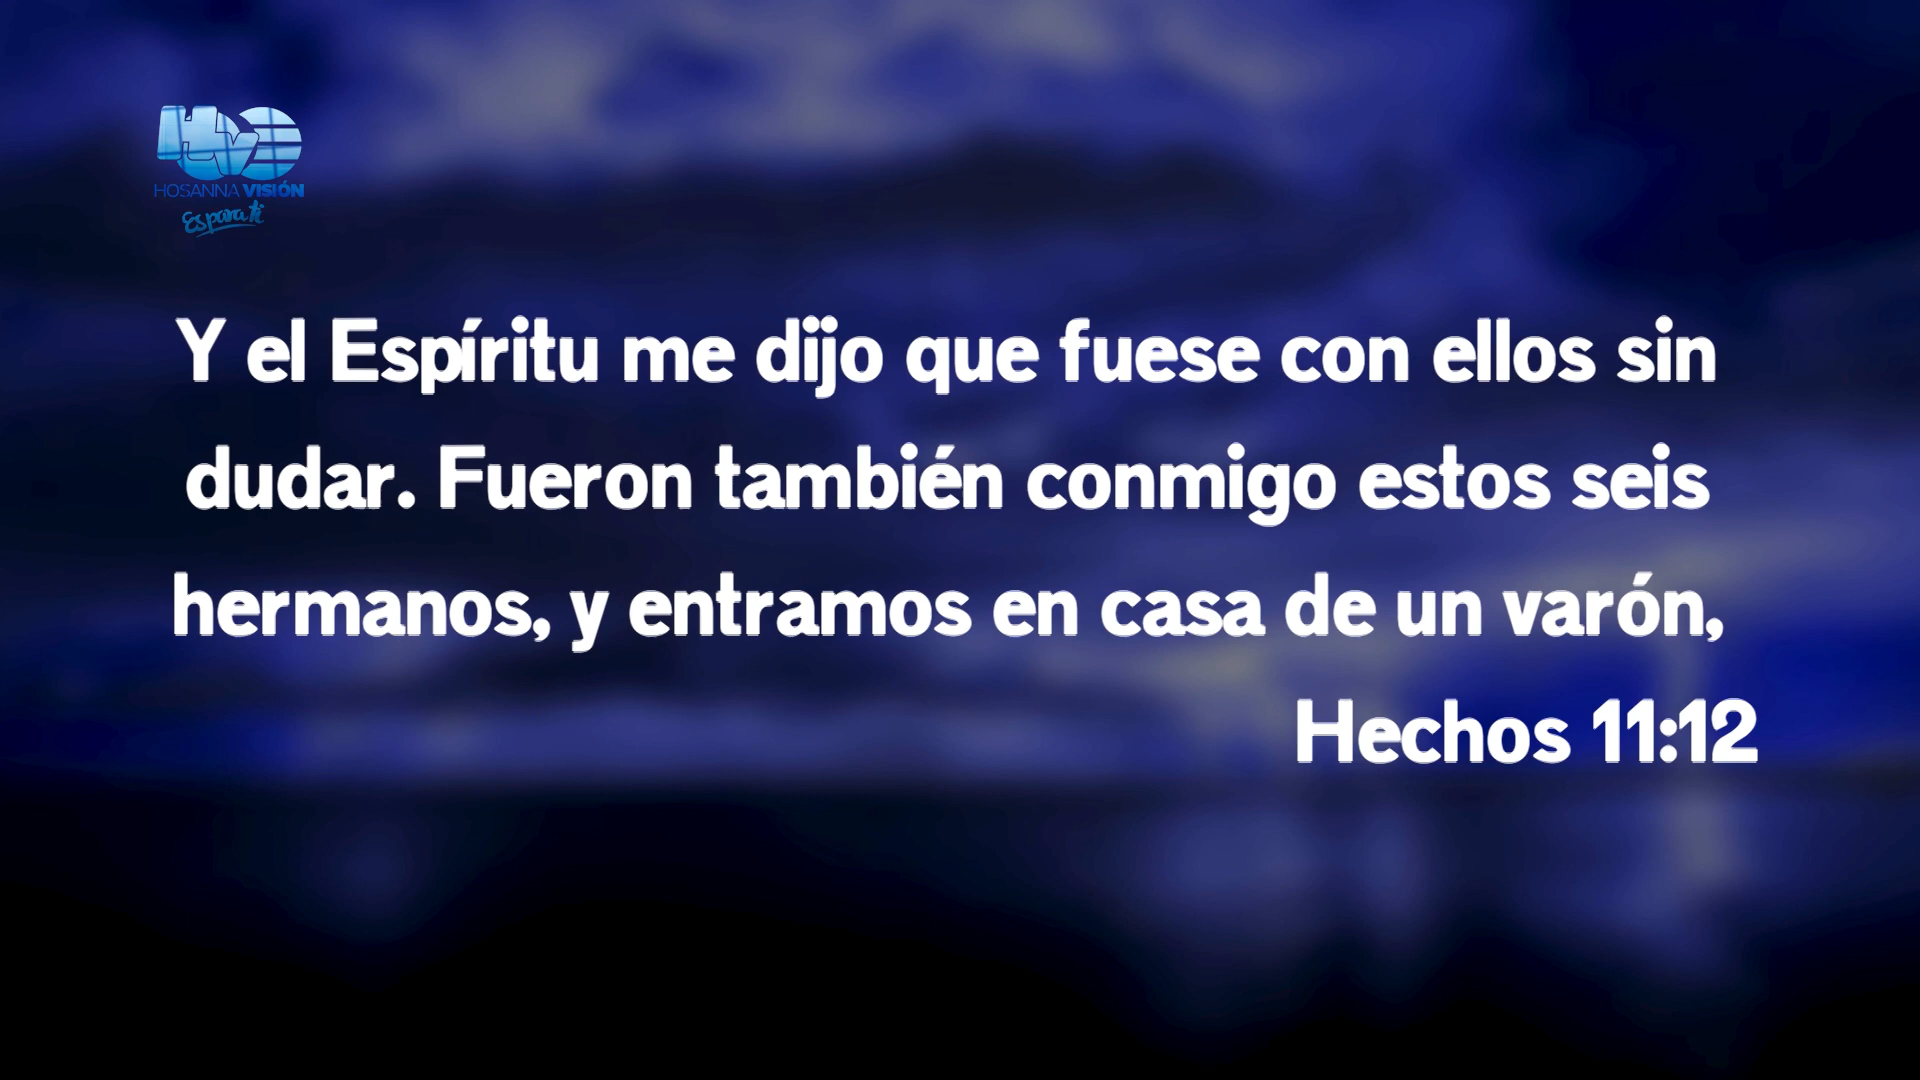 HV
HOSANNA VISIÓN
Es para ti
Y el Espíritu me dijo que fuese con ellos sin
dudar. Fueron también conmigo estos seis
hermanos, y entramos en casa de un varón,
Hechos 11:12